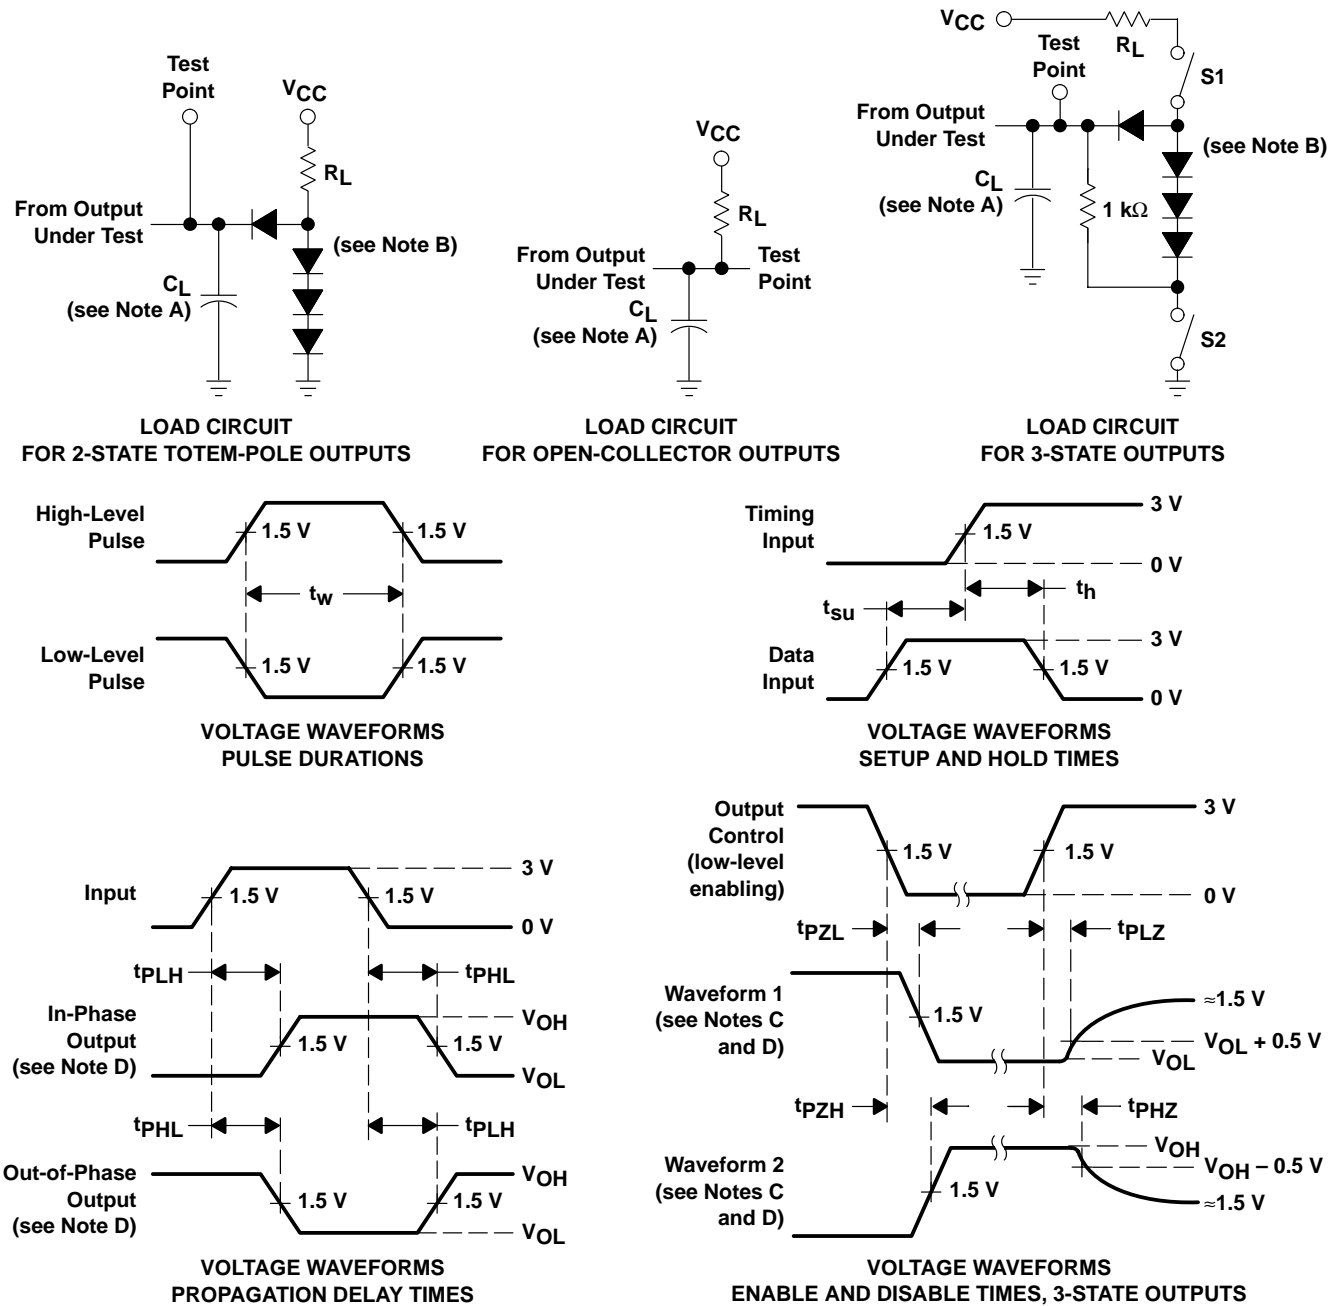 Test
Point
VCC
RL
From Output
Under Test
(see Note B)
CL
(see Note A)
LOAD CIRCUIT
FOR 2-STATE TOTEM-POLE OUTPUTS
VCC
RL
From Output
Under Test
Test
Point
CL
(see Note A)
LOAD CIRCUIT
FOR OPEN-COLLECTOR OUTPUTS
VCC
RL
Test
Point
S1
From Output
Under Test
(see Note B)
CL
(see Note A)
1 kΩ
S2
LOAD CIRCUIT
FOR 3-STATE OUTPUTS
High-Level
Pulse
1.5 V
1.5 V
tw
Low-Level
Pulse
1.5 V
1.5 V
VOLTAGE WAVEFORMS
PULSE DURATIONS
Timing
Input
3 V
1.5 V
0 V
th
tsu
Data
Input
3 V
1.5 V
1.5 V
0 V
VOLTAGE WAVEFORMS
SETUP AND HOLD TIMES
Input
3 V
1.5 V
1.5 V
0 V
tPLH
tPHL
In-Phase
Output
(see Note D)
VOH
1.5 V
1.5 V
VOL
tPHL
tPLH
Out-of-Phase
Output
(see Note D)
VOH
1.5 V
1.5 V
VOL
VOLTAGE WAVEFORMS
PROPAGATION DELAY TIMES
Output
Control
(low-level
enabling)
3 V
1.5 V
1.5 V
0 V
tPZL
tPLZ
Waveform 1
(see Notes C
and D)
1.5 V
≈1.5 V
VOL + 0.5 V
VOL
tPZH
tPHZ
Waveform 2
(see Notes C
and D)
1.5 V
VOH
VOH – 0.5 V
≈1.5 V
VOLTAGE WAVEFORMS
ENABLE AND DISABLE TIMES, 3-STATE OUTPUTS